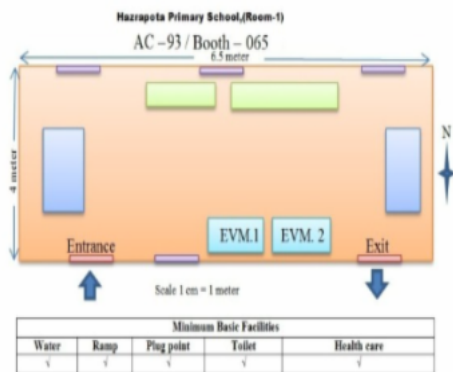 Hazrapota Primary School,(Room-1)
AC –93 / Booth – 065
6.5 meter
4 meter
N
EVM.1 EVM. 2
Entrance Exit
Scale 1 cm = 1 meter
Minimum Basic Facilities
Water Ramp Plug point Toilet Health care
√ √ √ √ √